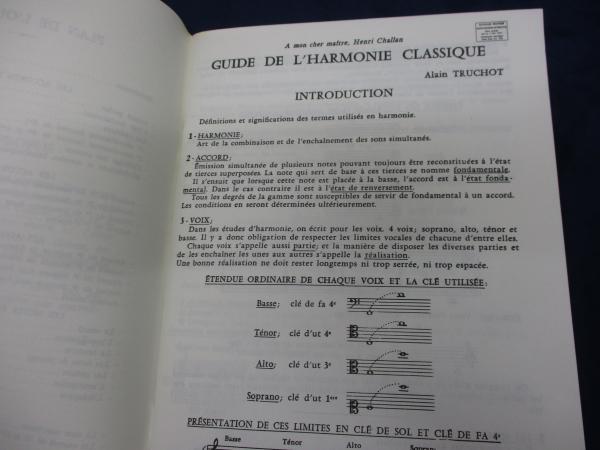 PLAN DE L'OU
A mon cher maître, Henri Challan
GUIDE DE L'HARMONIE CLASSIQUE
Alain TRUCHOT
INTRODUCTION
Définitions et significations des termes utilisés en harmonie.
1 - HARMONIE;
Art de la combinaison et de l'enchaînement des sons simultanés.
2 - ACCORD;
Émission simultanée de plusieurs notes pouvant toujours être reconstituées à l'état
de tierces superposées. La note qui sert de base à ces tierces se nomme fondamentale.
Il s'ensuit que lorsque cette note est placée à la basse, l'accord est à l'état fonda-
mental. Dans le cas contraire il est à l'état de renversement.
Tous les degrés de la gamme sont susceptibles de servir de fondamental à un accord.
Les conditions en seront déterminées ultérieurement.
3 - VOIX;
Dans les études d'harmonie, on écrit pour les voix. 4 voix; soprano, alto, ténor et
basse. Il y a donc obligation de respecter les limites vocales de chacune d'entre elles.
Chaque voix s'appelle aussi partie; et la manière de disposer les diverses parties et
de les enchaîner les unes aux autres s'appelle la réalisation.
Une bonne réalisation ne doit rester longtemps ni trop serrée, ni trop espacée.
ÉTENDUE ORDINAIRE DE CHAQUE VOIX ET LA CLÉ UTILISÉE:
Basse; clé de fa 4e
Ténor; clé d'ut 4e
Alto; clé d'ut 3e
Soprano; clé d'ut 1ère
PRÉSENTATION DE CES LIMITES EN CLÉ DE SOL ET CLÉ DE FA 4e
Basse Ténor Alto Soprano